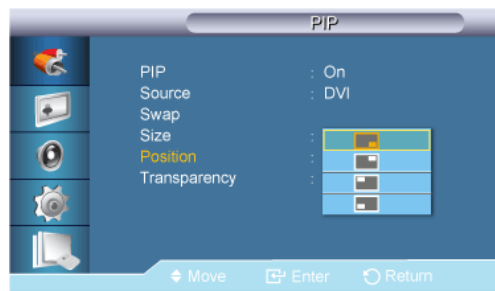 PIP
PIP : On
Source : DVI
Swap
Size :
Position :
Transparency :
Move Enter Return